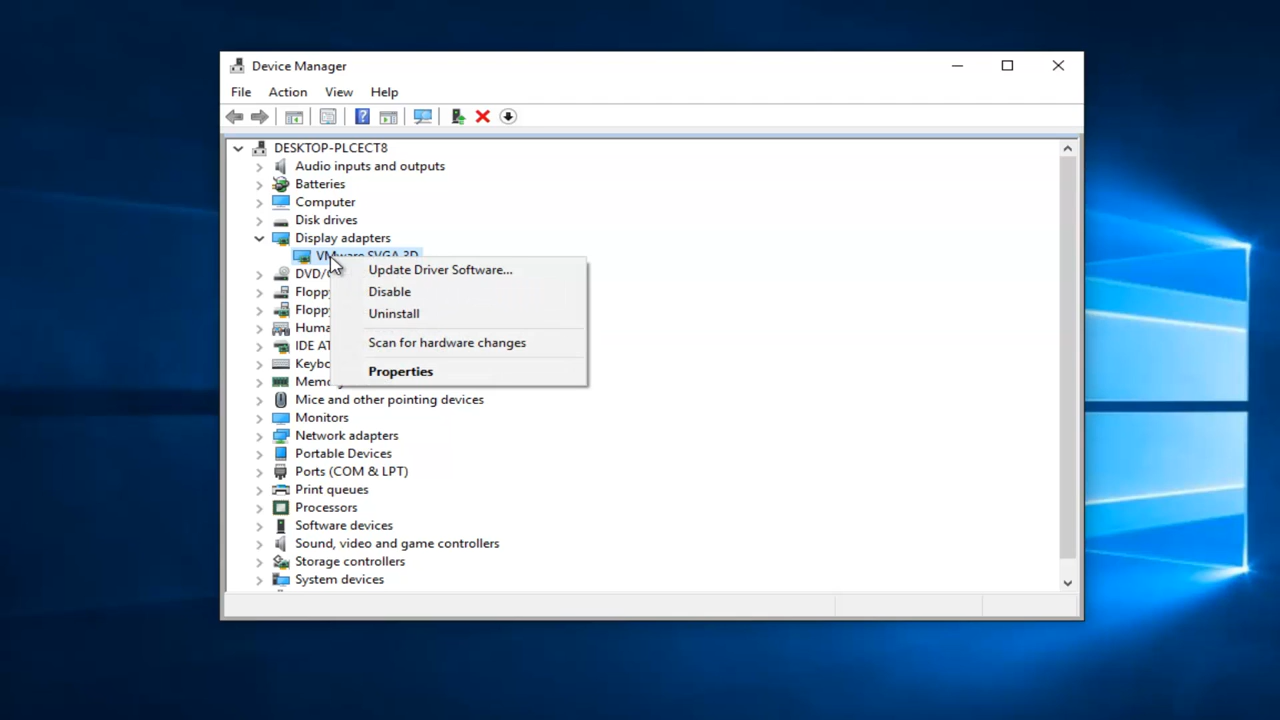 Device Manager
File Action View Help
DESKTOP-PLCECT8
Audio inputs and outputs
Batteries
Computer
Disk drives
Display adapters
VMware SVGA 3D
Update Driver Software...
DVD/
Disable
Floppy
Uninstall
Floppy
Huma
Scan for hardware changes
IDE AT
Keybo
Properties
Memory
Mice and other pointing devices
Monitors
Network adapters
Portable Devices
Ports (COM & LPT)
Print queues
Processors
Software devices
Sound, video and game controllers
Storage controllers
System devices